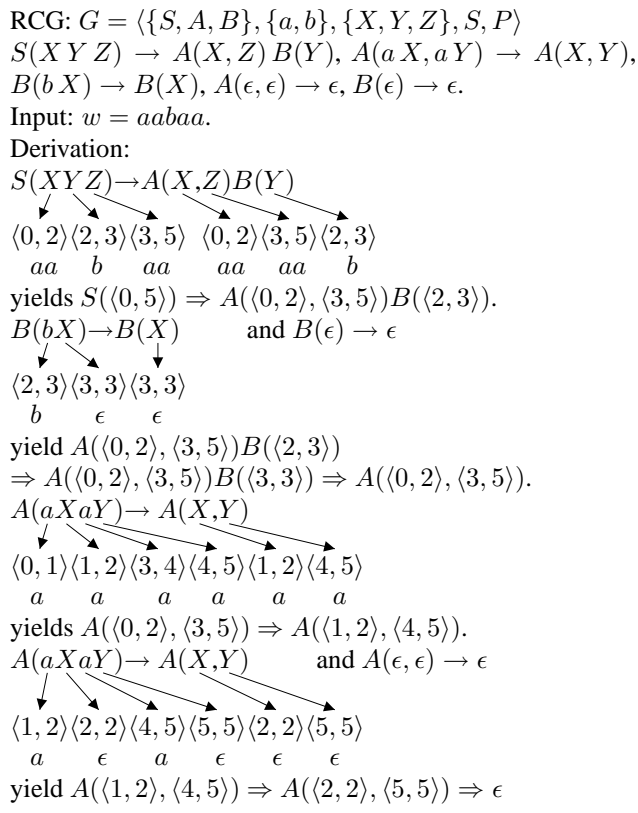 RCG: G = ⟨{S, A, B}, {a, b}, {X, Y, Z}, S, P⟩
S(X Y Z) → A(X, Z) B(Y), A(a X, a Y) → A(X, Y),
B(b X) → B(X), A(ϵ, ϵ) → ϵ, B(ϵ) → ϵ.
Input: w = aabaa.
Derivation:
S(XYZ)→A(X,Z)B(Y)
⟨0, 2⟩⟨2, 3⟩⟨3, 5⟩ ⟨0, 2⟩⟨3, 5⟩⟨2, 3⟩
aa b aa aa aa b
yields S(⟨0, 5⟩) ⇒ A(⟨0, 2⟩, ⟨3, 5⟩)B(⟨2, 3⟩).
B(bX)→B(X) and B(ϵ) → ϵ
⟨2, 3⟩⟨3, 3⟩⟨3, 3⟩
b ϵ ϵ
yield A(⟨0, 2⟩, ⟨3, 5⟩)B(⟨2, 3⟩)
⇒ A(⟨0, 2⟩, ⟨3, 5⟩)B(⟨3, 3⟩) ⇒ A(⟨0, 2⟩, ⟨3, 5⟩).
A(aXaY)→ A(X,Y)
⟨0, 1⟩⟨1, 2⟩⟨3, 4⟩⟨4, 5⟩⟨1, 2⟩⟨4, 5⟩
a a a a a a
yields A(⟨0, 2⟩, ⟨3, 5⟩) ⇒ A(⟨1, 2⟩, ⟨4, 5⟩).
A(aXaY)→ A(X,Y) and A(ϵ, ϵ) → ϵ
⟨1, 2⟩⟨2, 2⟩⟨4, 5⟩⟨5, 5⟩⟨2, 2⟩⟨5, 5⟩
a ϵ a ϵ ϵ ϵ
yield A(⟨1, 2⟩, ⟨4, 5⟩) ⇒ A(⟨2, 2⟩, ⟨5, 5⟩) ⇒ ϵ